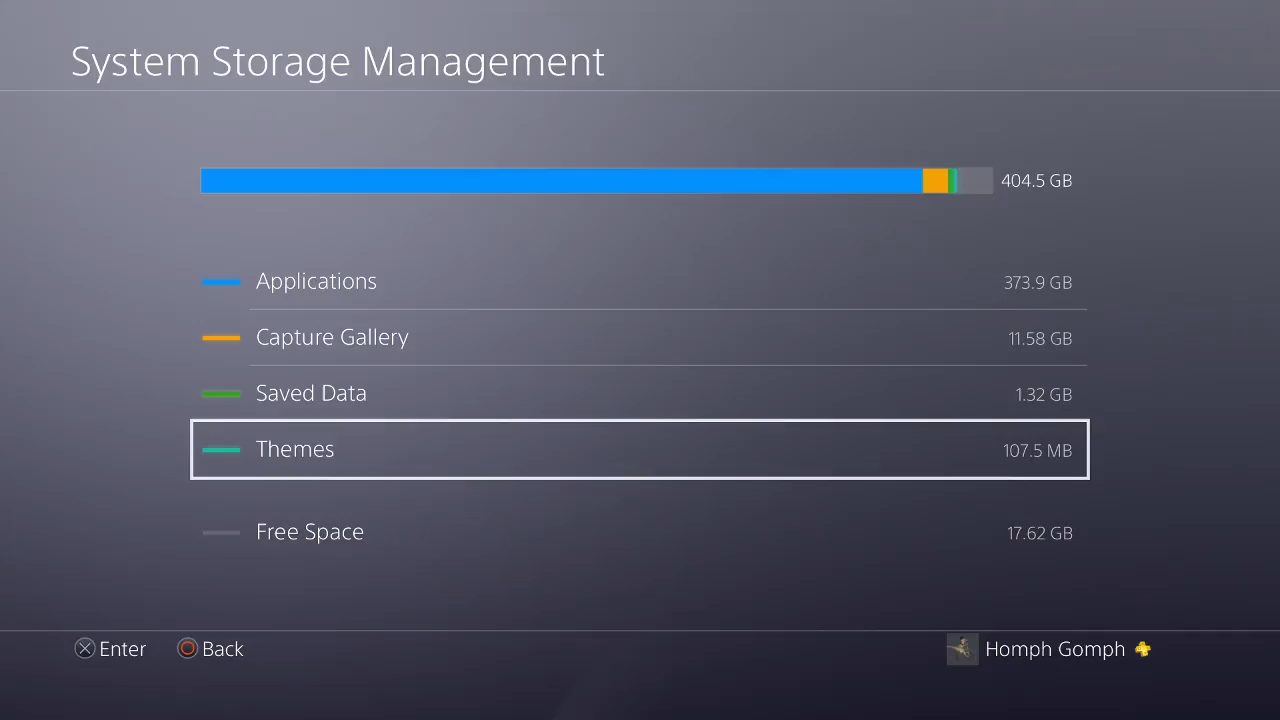 System Storage Management
404.5 GB
Applications 373.9 GB
Capture Gallery 11.58 GB
Saved Data 1.32 GB
Themes 107.5 MB
Free Space 17.62 GB
Enter Back Homph Gomph